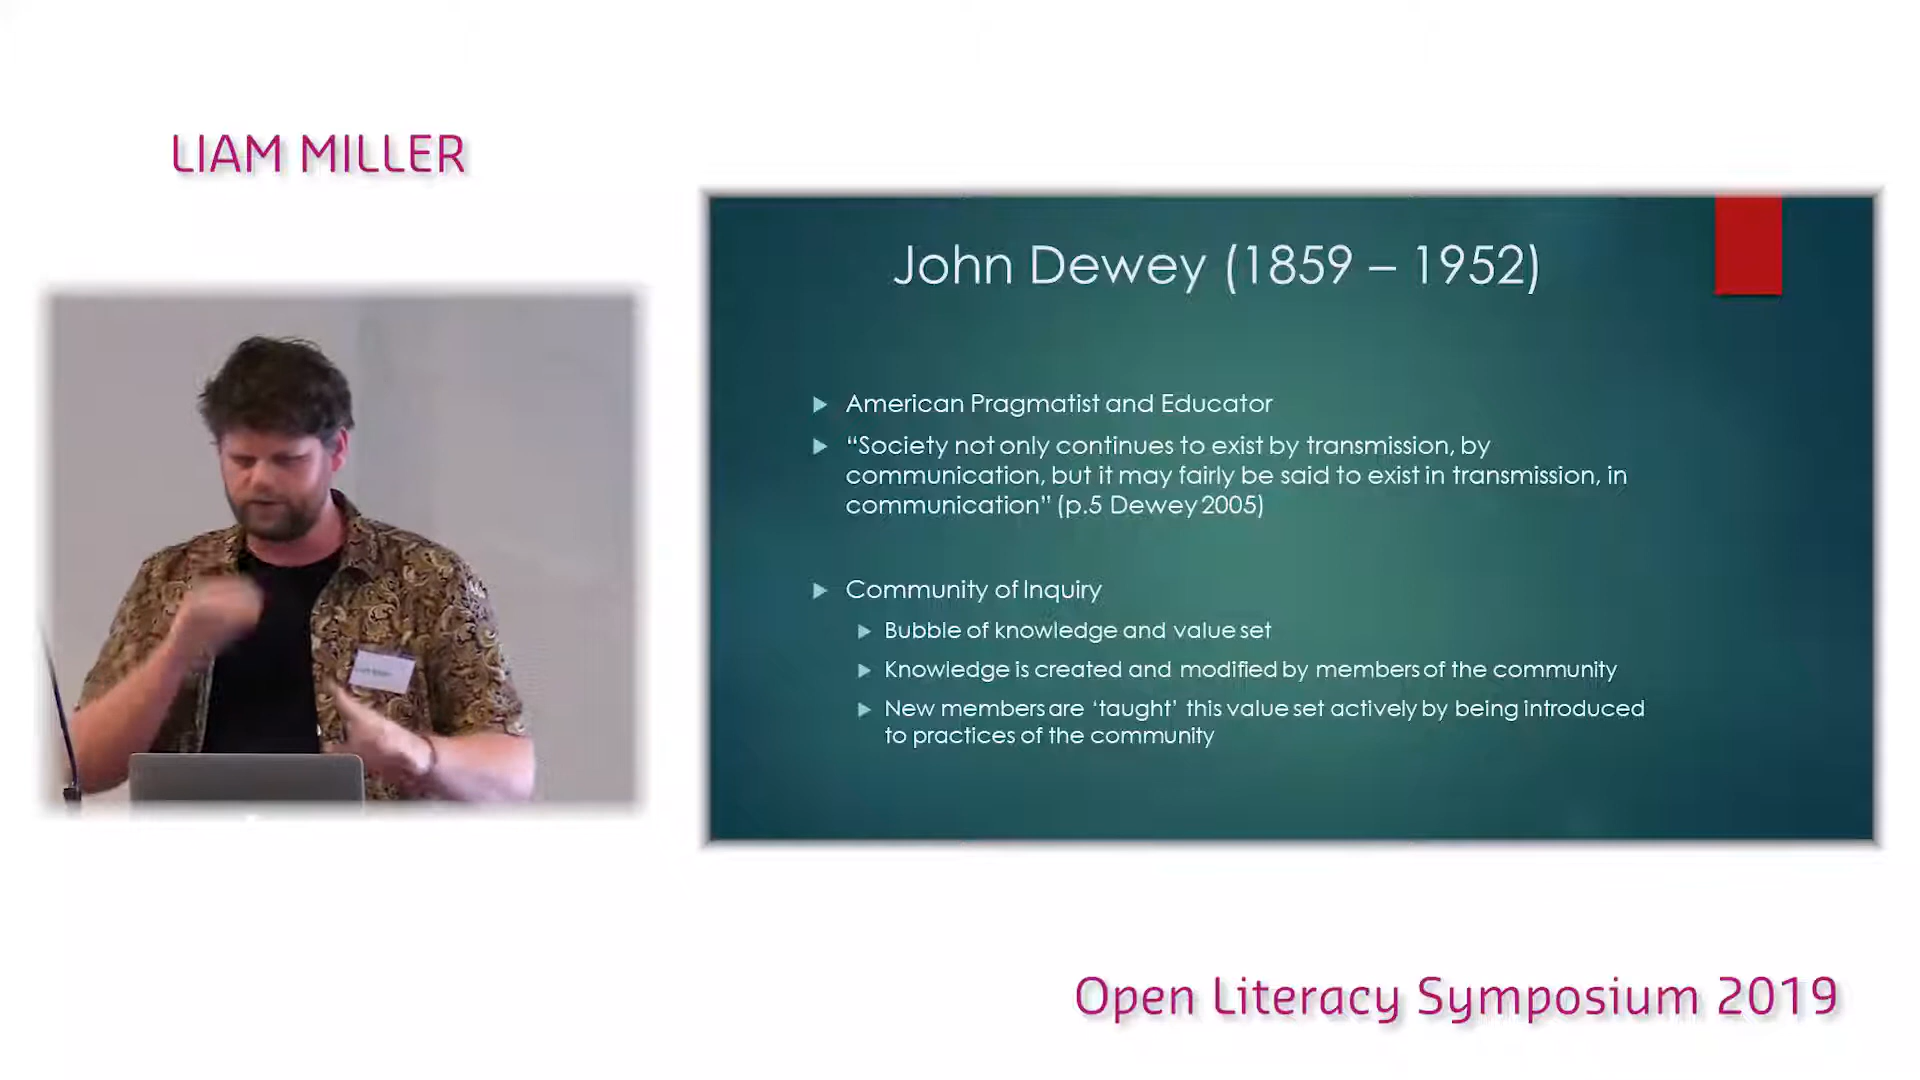 LIAM MILLER
John Dewey (1859 – 1952)
American Pragmatist and Educator
“Society not only continues to exist by transmission, by
communication, but it may fairly be said to exist in transmission, in
communication” (p.5 Dewey 2005)
Community of Inquiry
Bubble of knowledge and value set
Knowledge is created and modified by members of the community
New members are ‘taught’ this value set actively by being introduced
to practices of the community
Open Literacy Symposium 2019